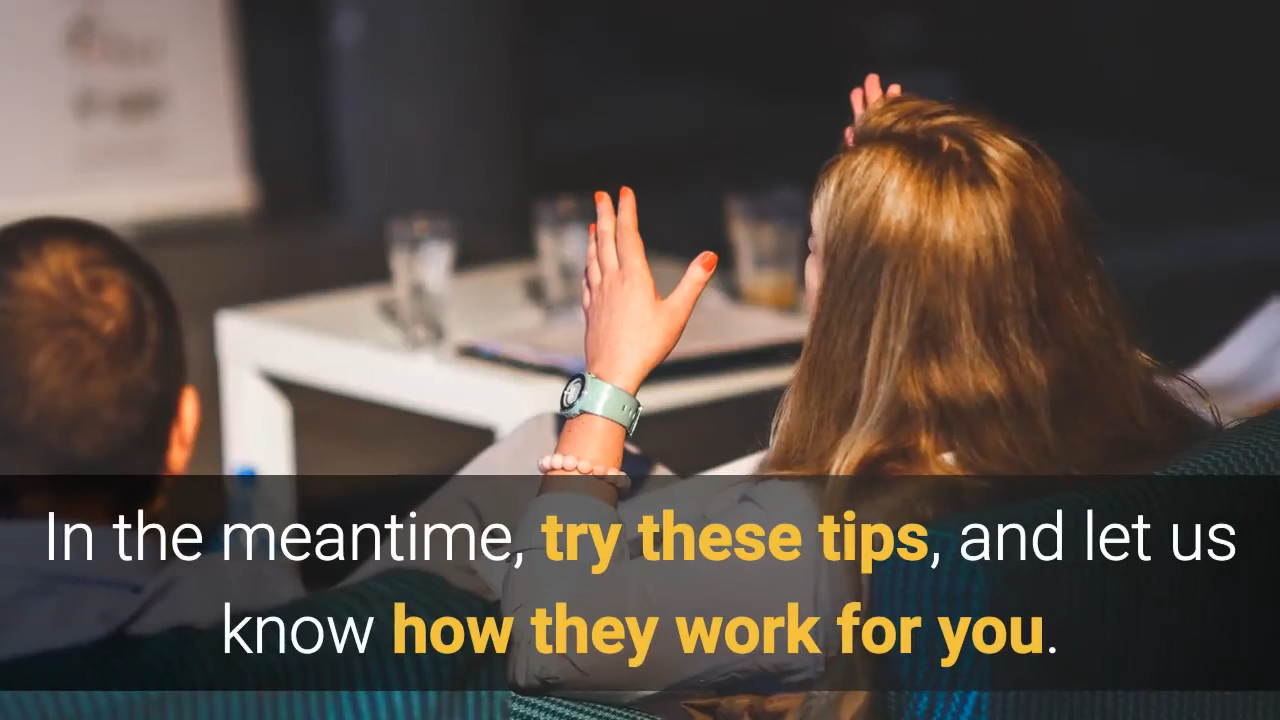 In the meantime, try these tips, and let us
know how they work for you.